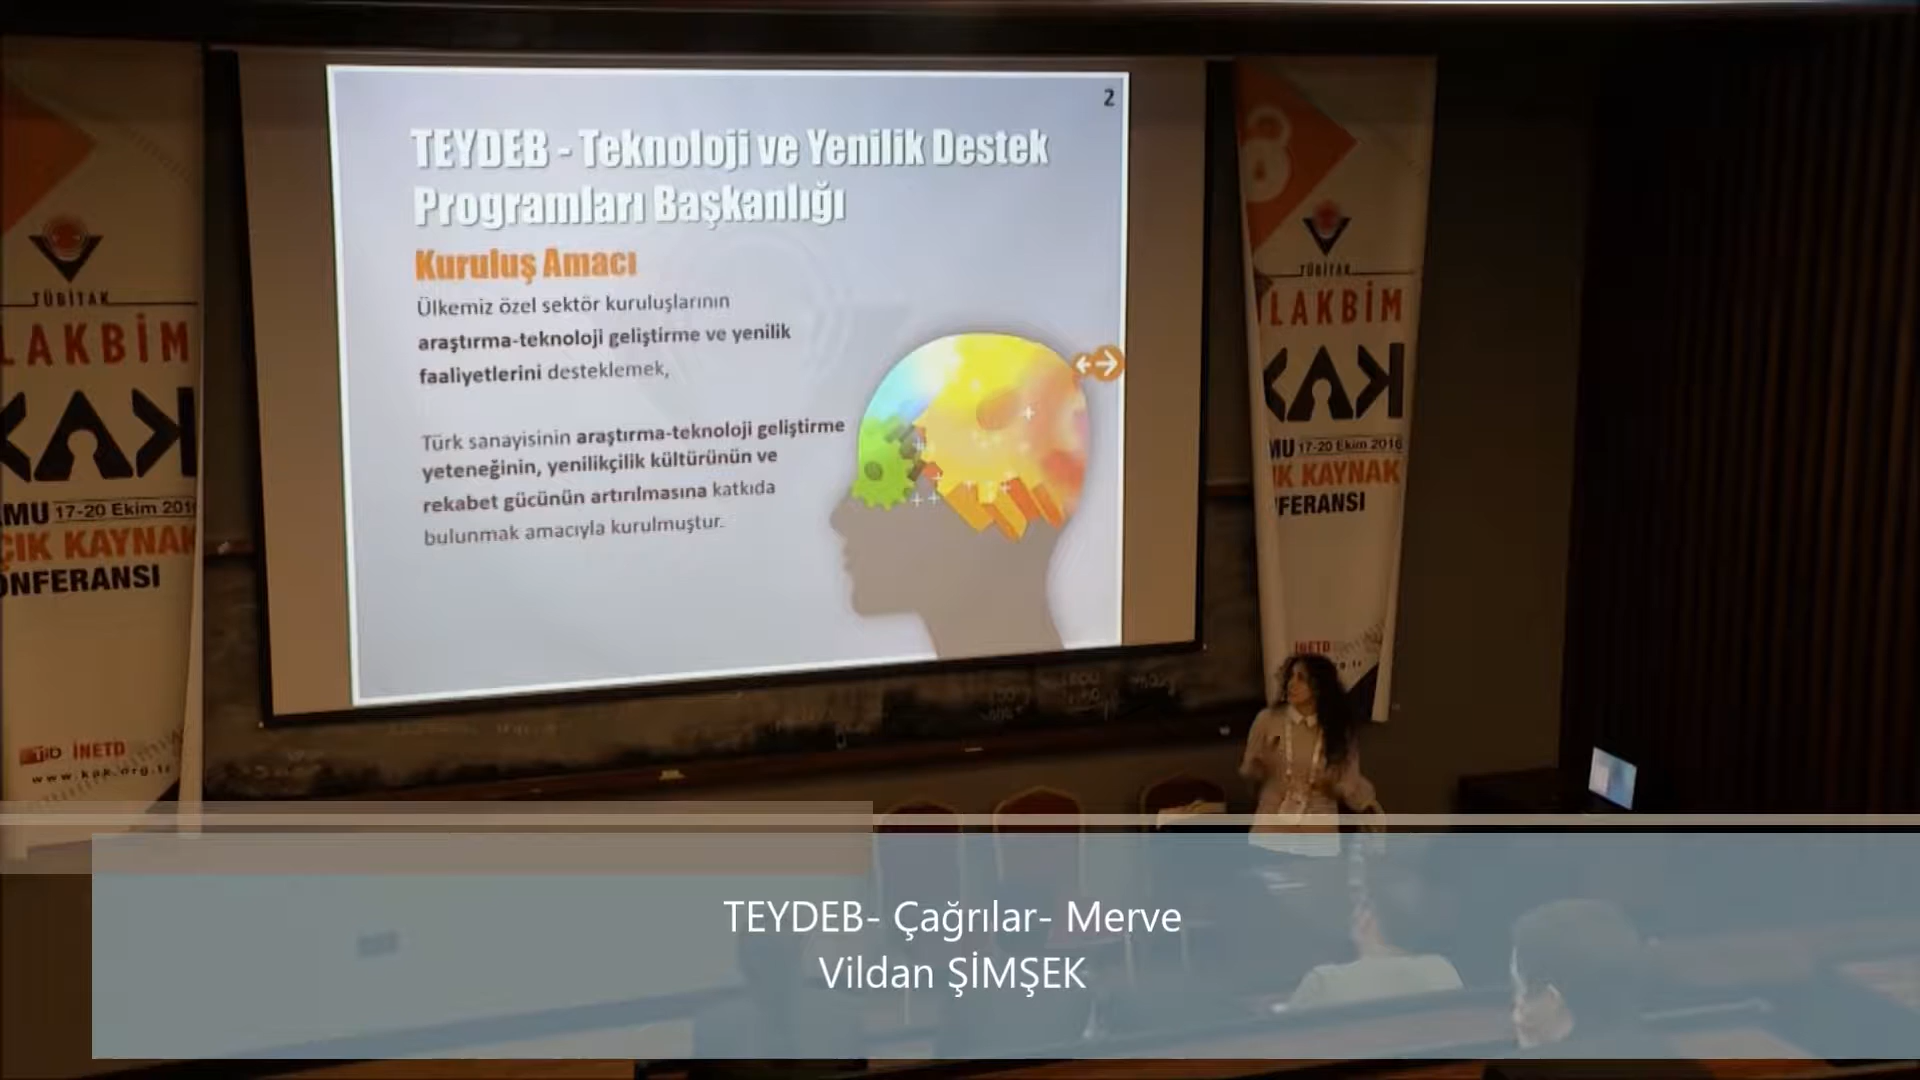 2
TEYDEB - Teknoloji ve Yenilik Destek
Programları Başkanlığı
Kuruluş Amacı
Ülkemiz özel sektör kuruluşlarının
araştırma-teknoloji geliştirme ve yenilik
faaliyetlerini desteklemek,
Türk sanayisinin araştırma-teknoloji geliştirme
yeteneğinin, yenilikçilik kültürünün ve
rekabet gücünün artırılmasına katkıda
bulunmak amacıyla kurulmuştur.
TÜBİTAK
LAKBİM
KAK
MU 17-20 Ekim 201
ÇIK KAYNAK
ONFERANSI
İNETD
www.kak.org.tr
TÜBİTAK
LAKBİM
KAK
MU 17-20 Ekim 2016
IK KAYNAK
FERANSI
İNETD
TEYDEB- Çağrılar- Merve
Vildan ŞİMŞEK